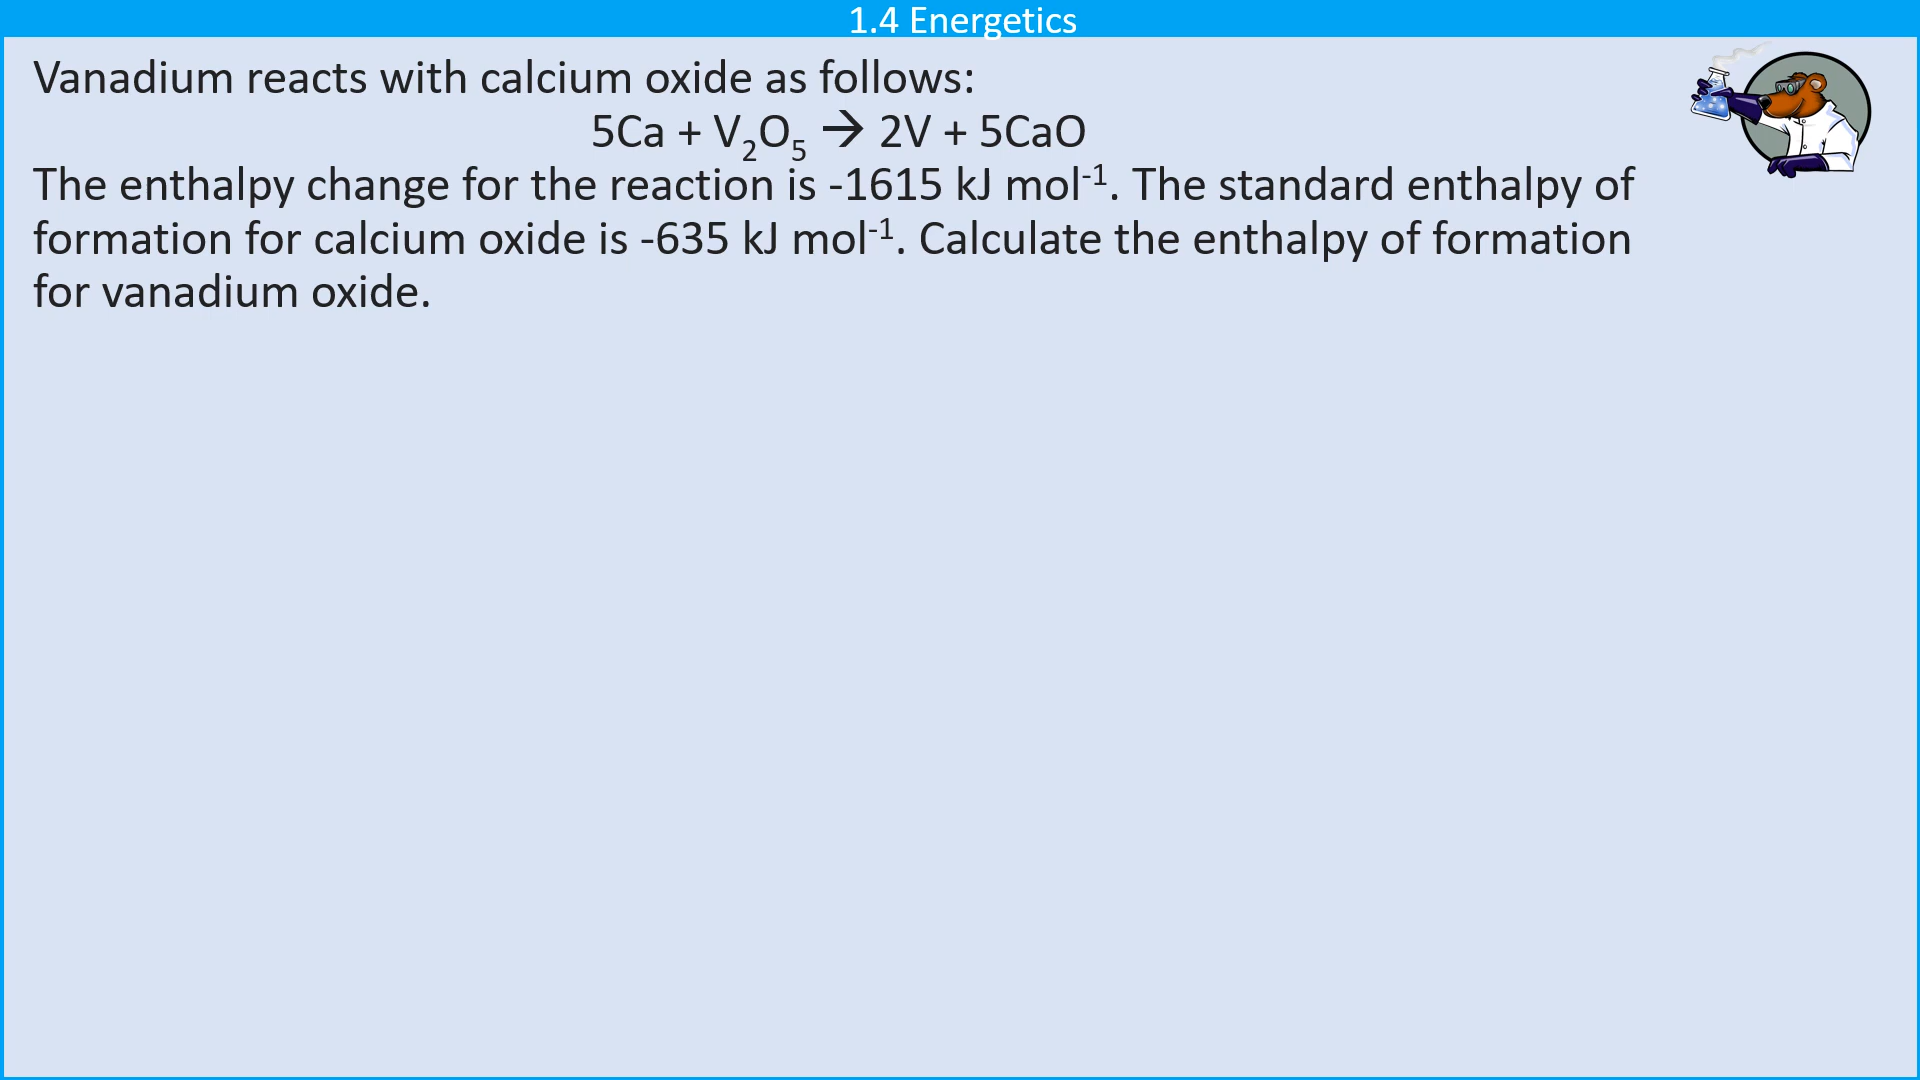 1.4 Energetics
Vanadium reacts with calcium oxide as follows:
5Ca + V₂O₅ → 2V + 5CaO
The enthalpy change for the reaction is -1615 kJ mol⁻¹. The standard enthalpy of
formation for calcium oxide is -635 kJ mol⁻¹. Calculate the enthalpy of formation
for vanadium oxide.